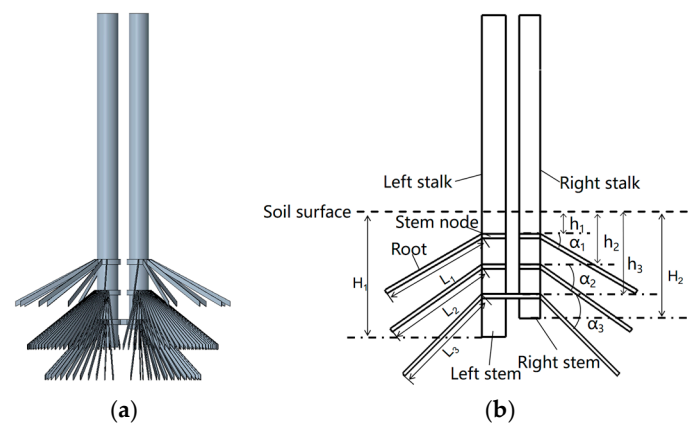 Left stalk
Right stalk
Soil surface
Stem node
Root
h₁
h₂
h₃
H₁
H₂
α₁
α₂
α₃
L₁
L₂
L₃
Left stem
Right stem
(a)
(b)